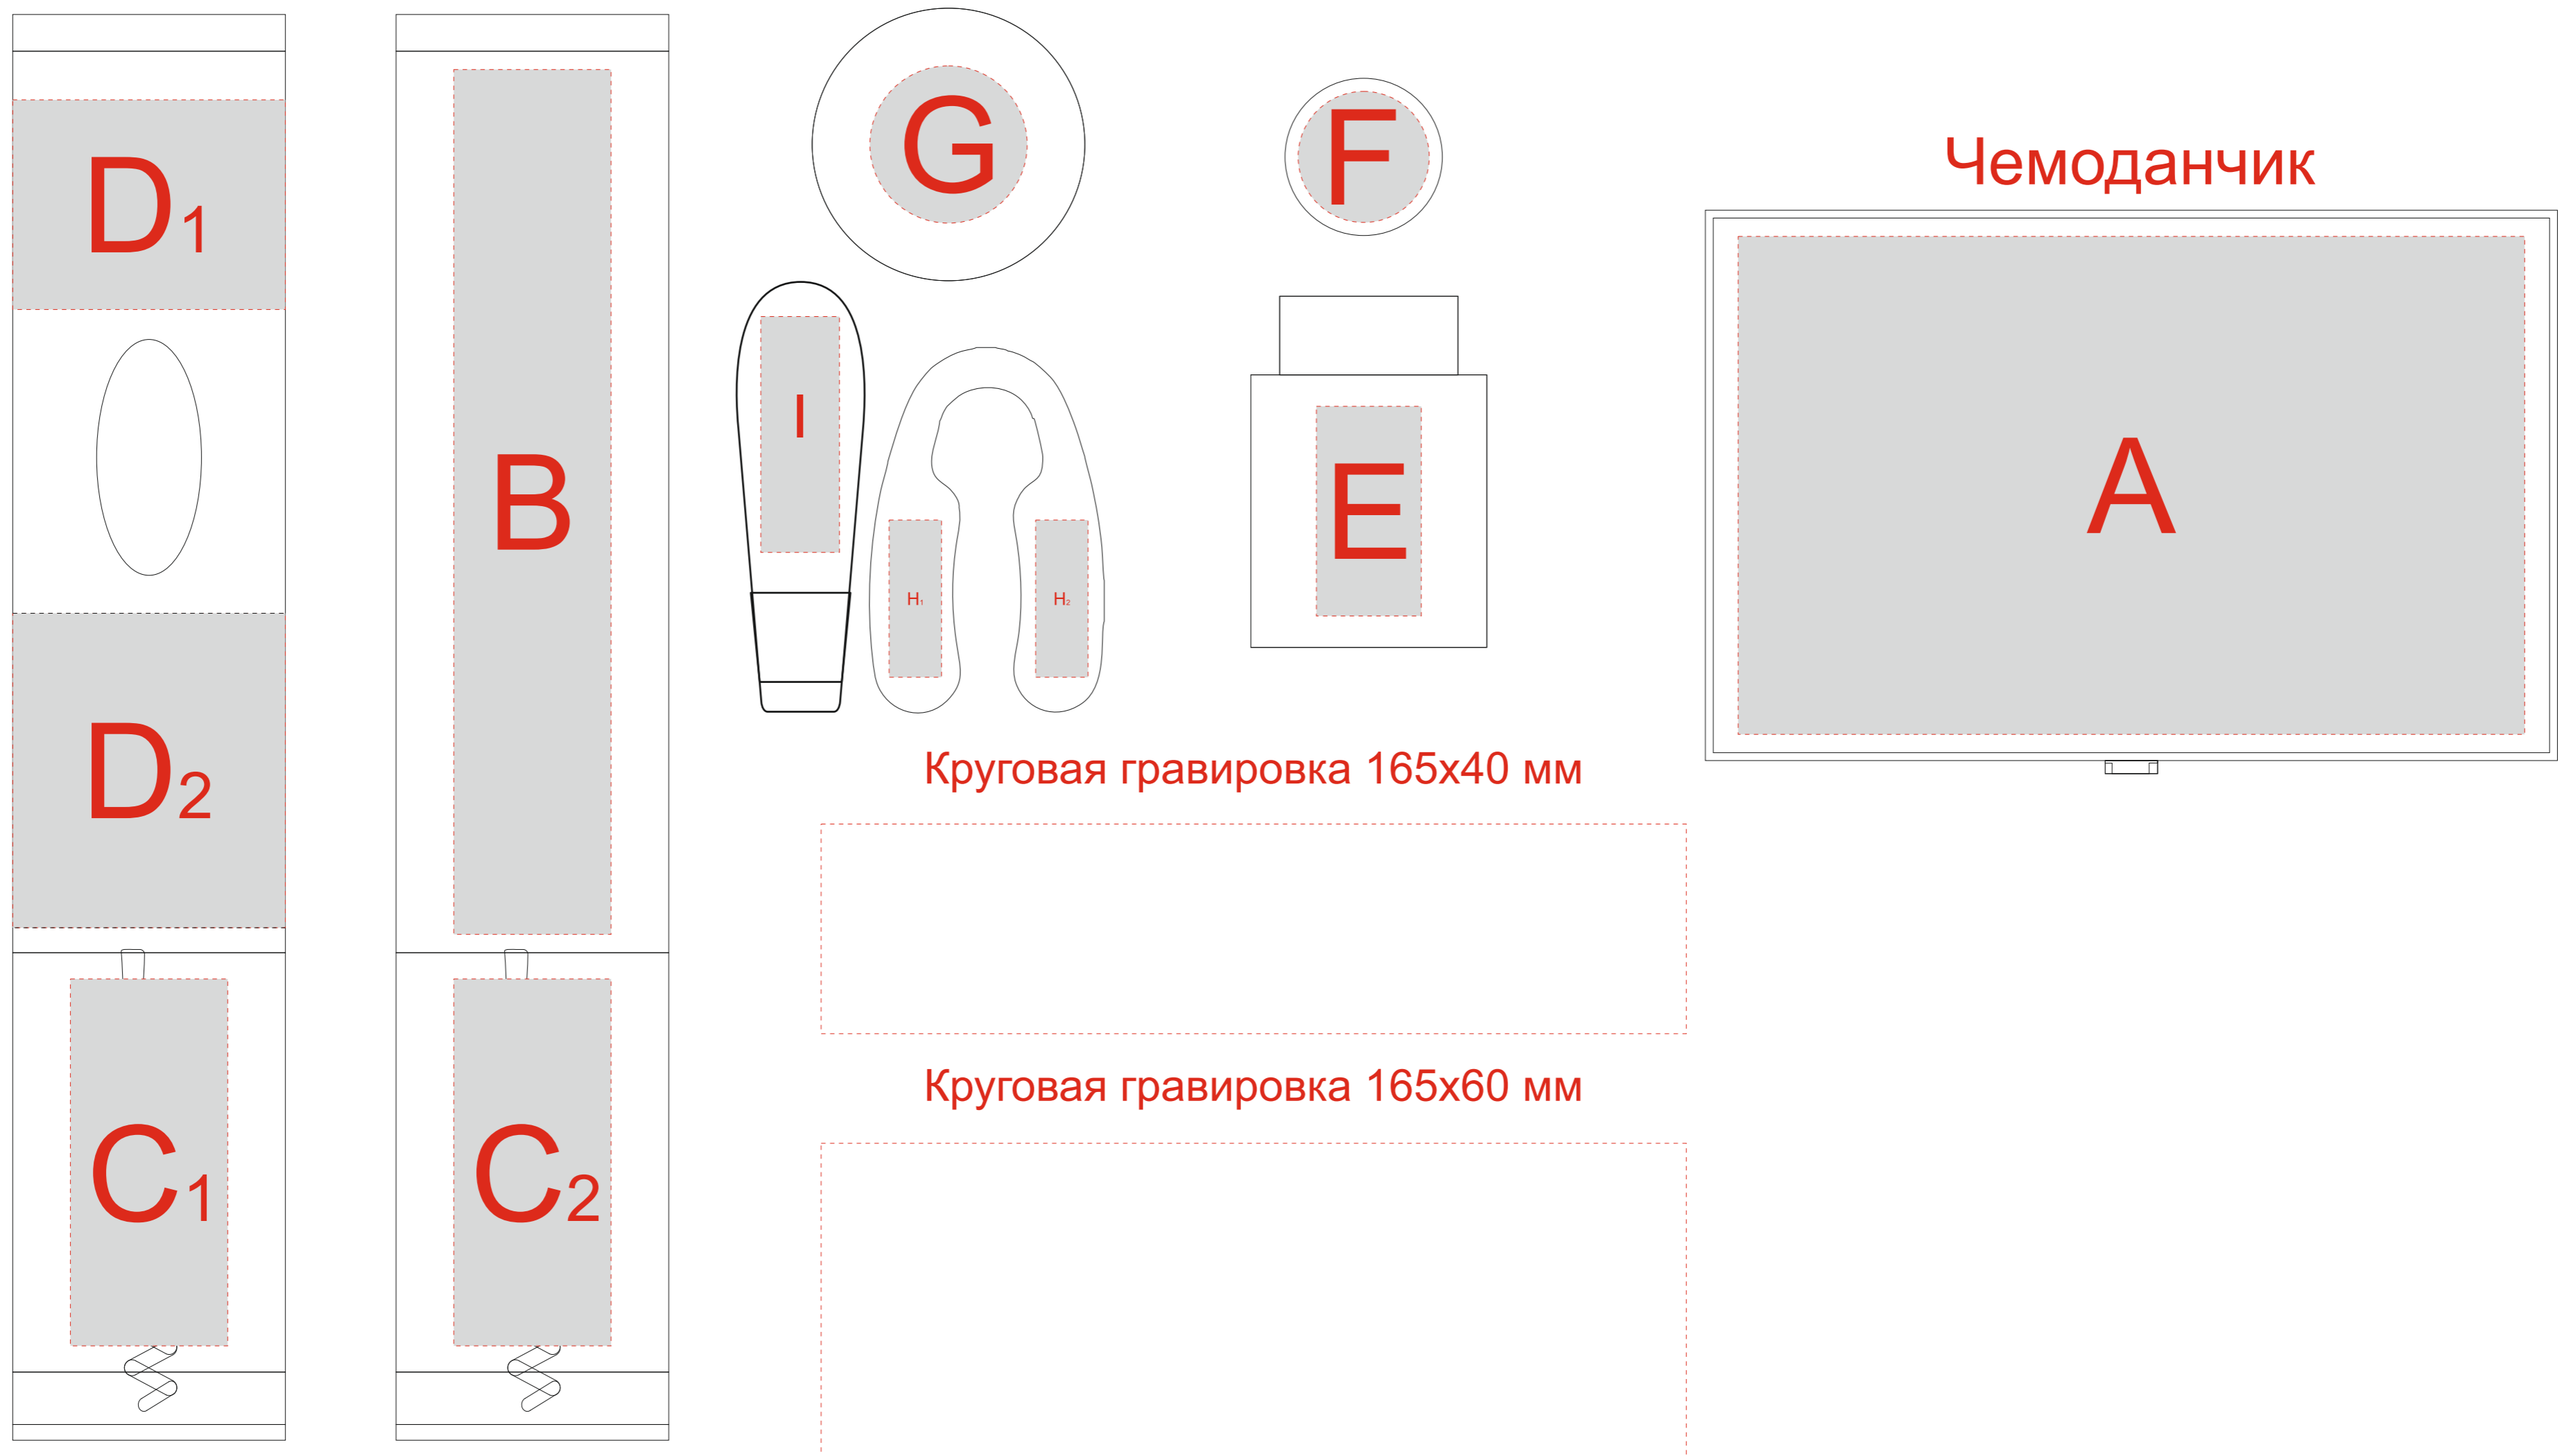 G
F
Чемоданчик
D1
I
B
E
A
H1
H2
D2
Круговая гравировка 165x40 мм
Круговая гравировка 165x60 мм
C1
C2